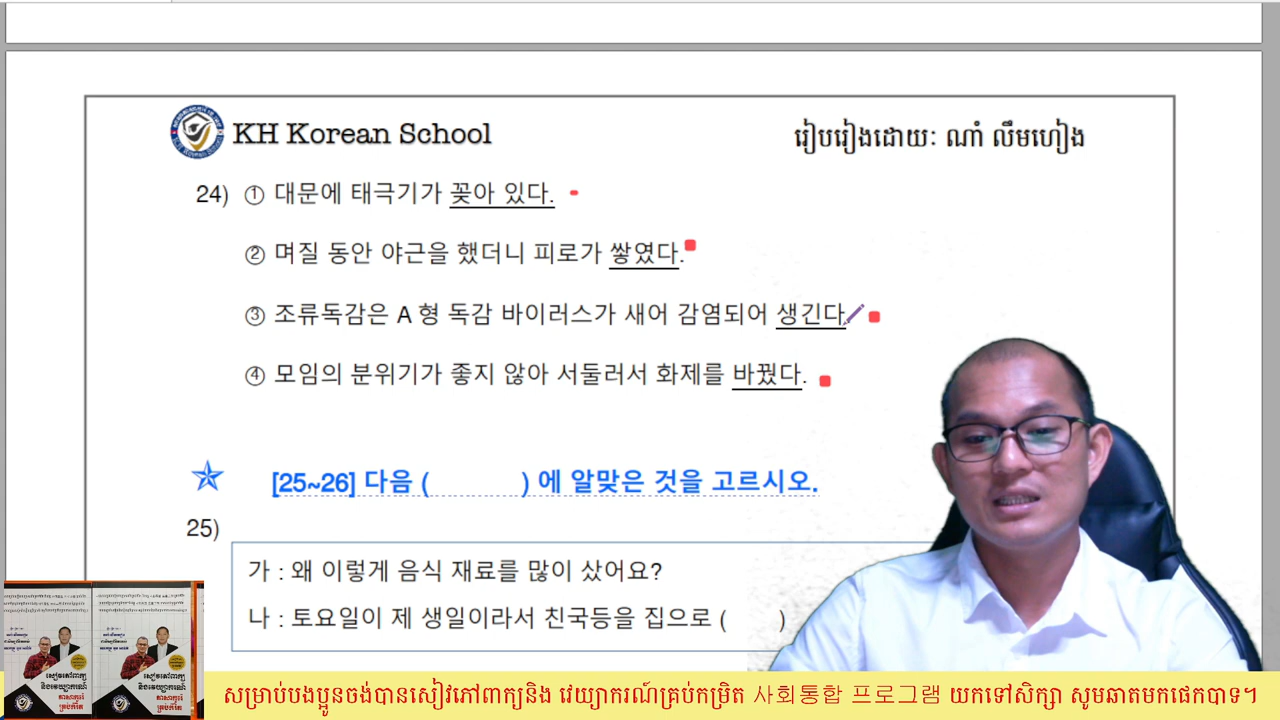 KH Korean School
រៀបរៀងដោយៈ ណាំ លឹមហៀង
24) ① 대문에 태극기가 꽂아 있다.
② 며질 동안 야근을 했더니 피로가 쌓였다.
③ 조류독감은 A 형 독감 바이러스가 새어 감염되어 생긴다
④ 모임의 분위기가 좋지 않아 서둘러서 화제를 바꿨다.
[25~26] 다음 ( ) 에 알맞은 것을 고르시오.
25)
가 : 왜 이렇게 음식 재료를 많이 샀어요?
나 : 토요일이 제 생일이라서 친국등을 집으로 ( )
សម្រាប់បងប្អូនចង់បានសៀវភៅពាក្យនិង វេយ្យាករណ៍គ្រប់កម្រិត 사회통합 프로그램 យកទៅសិក្សា សូមឆាតមកផេកបាទ។